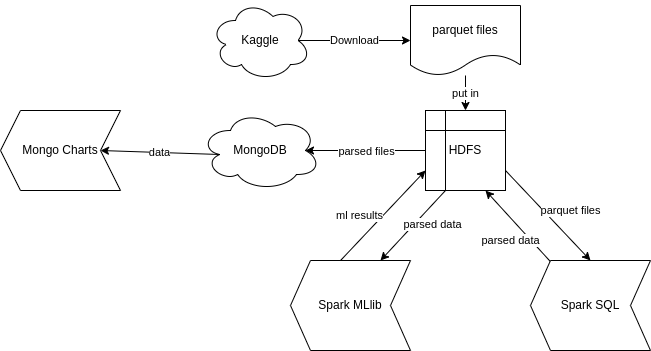 Kaggle
Download
parquet files
put in
Mongo Charts
data
MongoDB
parsed files
HDFS
ml results
parsed data
parsed data
parquet files
Spark MLlib
Spark SQL